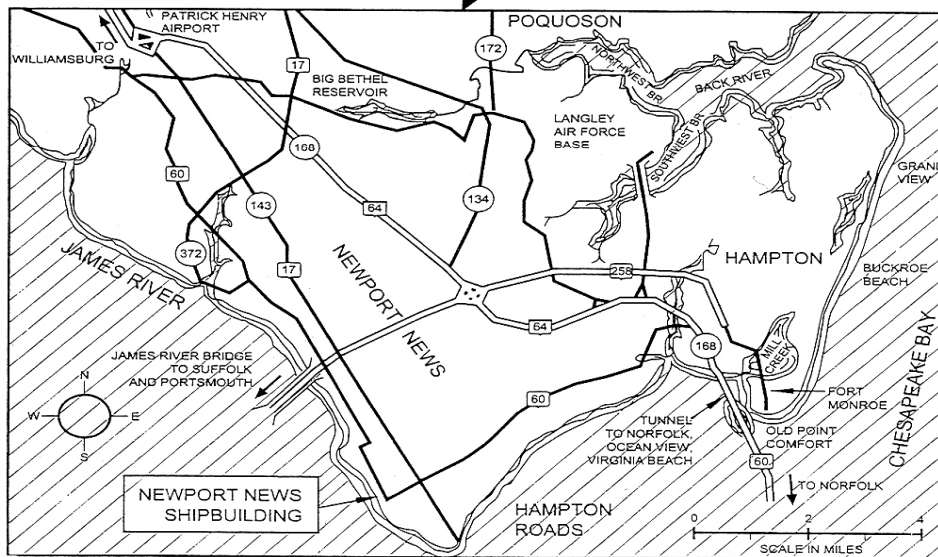 PATRICK HENRY
AIRPORT
TO
WILLIAMSBURG
POQUOSON
172
17
BIG BETHEL
RESERVOIR
NORTHWEST BR.
BACK RIVER
LANGLEY
AIR FORCE
BASE
SOUTHWEST BR.
168
60
143
64
134
GRAND
VIEW
372
17
JAMES RIVER
NEWPORT NEWS
258
HAMPTON
BUCKROE
BEACH
64
168
MILL
CREEK
JAMES RIVER BRIDGE
TO SUFFOLK
AND PORTSMOUTH
N
W
E
S
60
FORT
MONROE
CHESAPEAKE BAY
TUNNEL
TO NORFOLK,
OCEAN VIEW,
VIRGINIA BEACH
OLD POINT
COMFORT
60
TO NORFOLK
NEWPORT NEWS
SHIPBUILDING
HAMPTON
ROADS
0
2
4
SCALE IN MILES